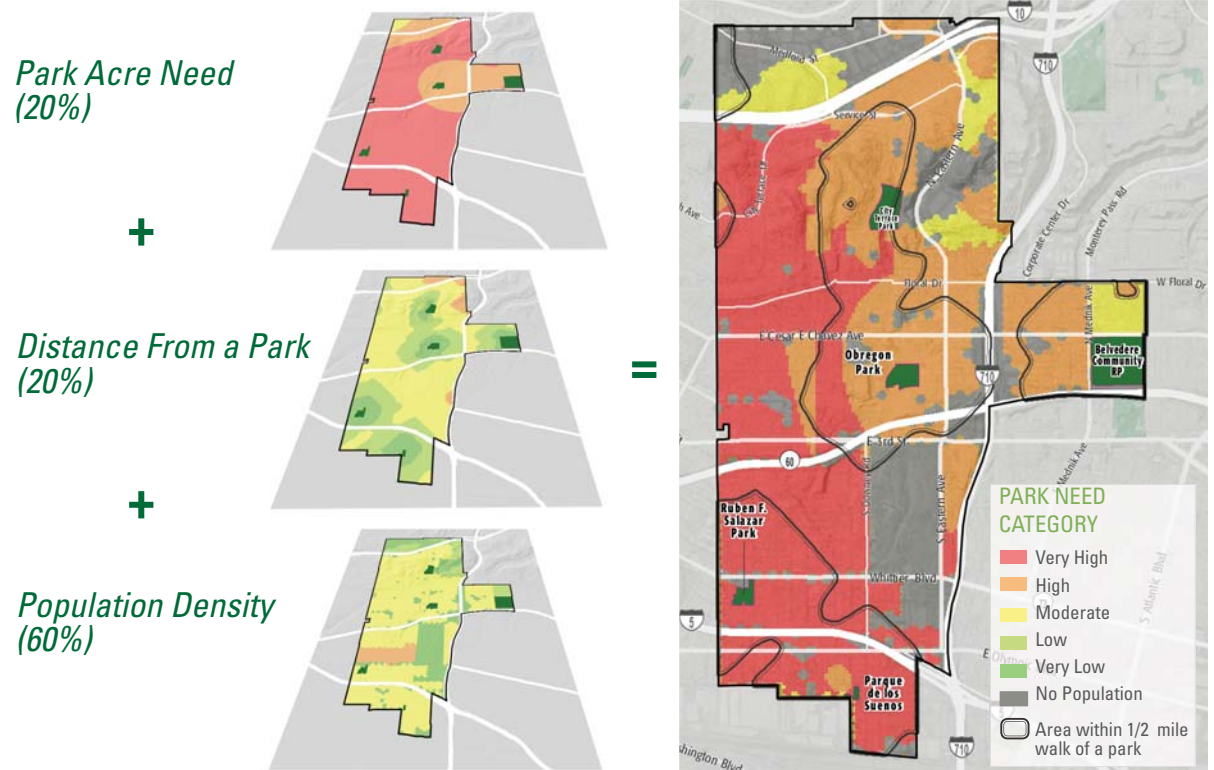 Park Acre Need
(20%)
+
Distance From a Park
(20%)
+
Population Density
(60%)
=
10
710
Medford St
Service St
N Eastern Ave
City
Terrace
Park
Corporate Center Dr
Monterey Pass Rd
Floral Dr
W Floral Dr
E Cesar E Chavez Ave
N Mednik Ave
Obregon
Park
710
Belvedere
Community
RP
E 3rd St
60
Mednik Ave
S Eastern Ave
Ruben F.
Salazar
Park
Whittier Blvd
S Atlantic Blvd
5
Parque
de los
Suenos
710
PARK NEED
CATEGORY
Very High
High
Moderate
Low
Very Low
No Population
Area within 1/2 mile
walk of a park